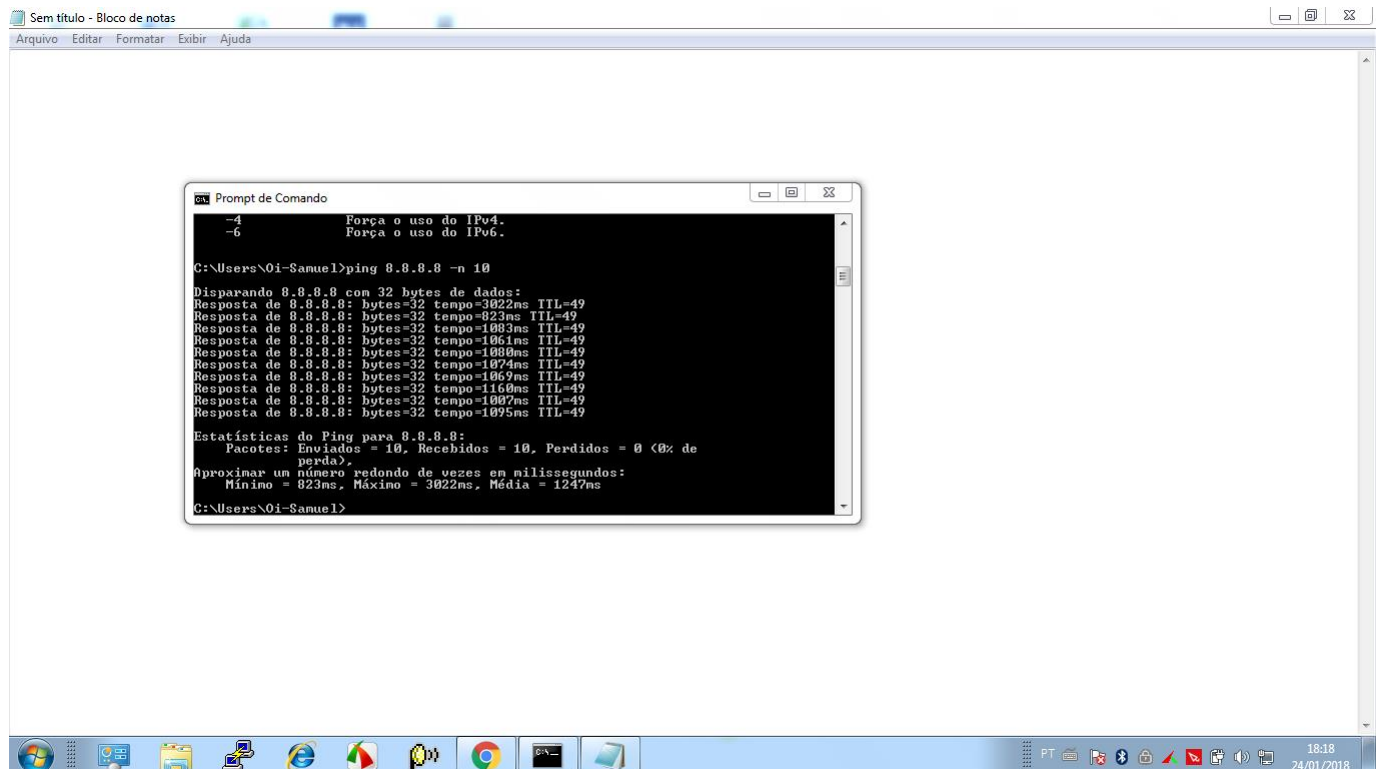 Sem título - Bloco de notas
Arquivo Editar Formatar Exibir Ajuda
Prompt de Comando
-4 Força o uso do IPv4.
-6 Força o uso do IPv6.
C:\Users\Oi-Samuel>ping 8.8.8.8 -n 10
Disparando 8.8.8.8 com 32 bytes de dados:
Resposta de 8.8.8.8: bytes=32 tempo=3022ms TTL=49
Resposta de 8.8.8.8: bytes=32 tempo=823ms TTL=49
Resposta de 8.8.8.8: bytes=32 tempo=1083ms TTL=49
Resposta de 8.8.8.8: bytes=32 tempo=1061ms TTL=49
Resposta de 8.8.8.8: bytes=32 tempo=1080ms TTL=49
Resposta de 8.8.8.8: bytes=32 tempo=1074ms TTL=49
Resposta de 8.8.8.8: bytes=32 tempo=1069ms TTL=49
Resposta de 8.8.8.8: bytes=32 tempo=1160ms TTL=49
Resposta de 8.8.8.8: bytes=32 tempo=1007ms TTL=49
Resposta de 8.8.8.8: bytes=32 tempo=1095ms TTL=49
Estatísticas do Ping para 8.8.8.8:
Pacotes: Enviados = 10, Recebidos = 10, Perdidos = 0 (0% de
perda),
Aproximar um número redondo de vezes em milissegundos:
Mínimo = 823ms, Máximo = 3022ms, Média = 1247ms
C:\Users\Oi-Samuel>
PT
18:18
24/01/2018